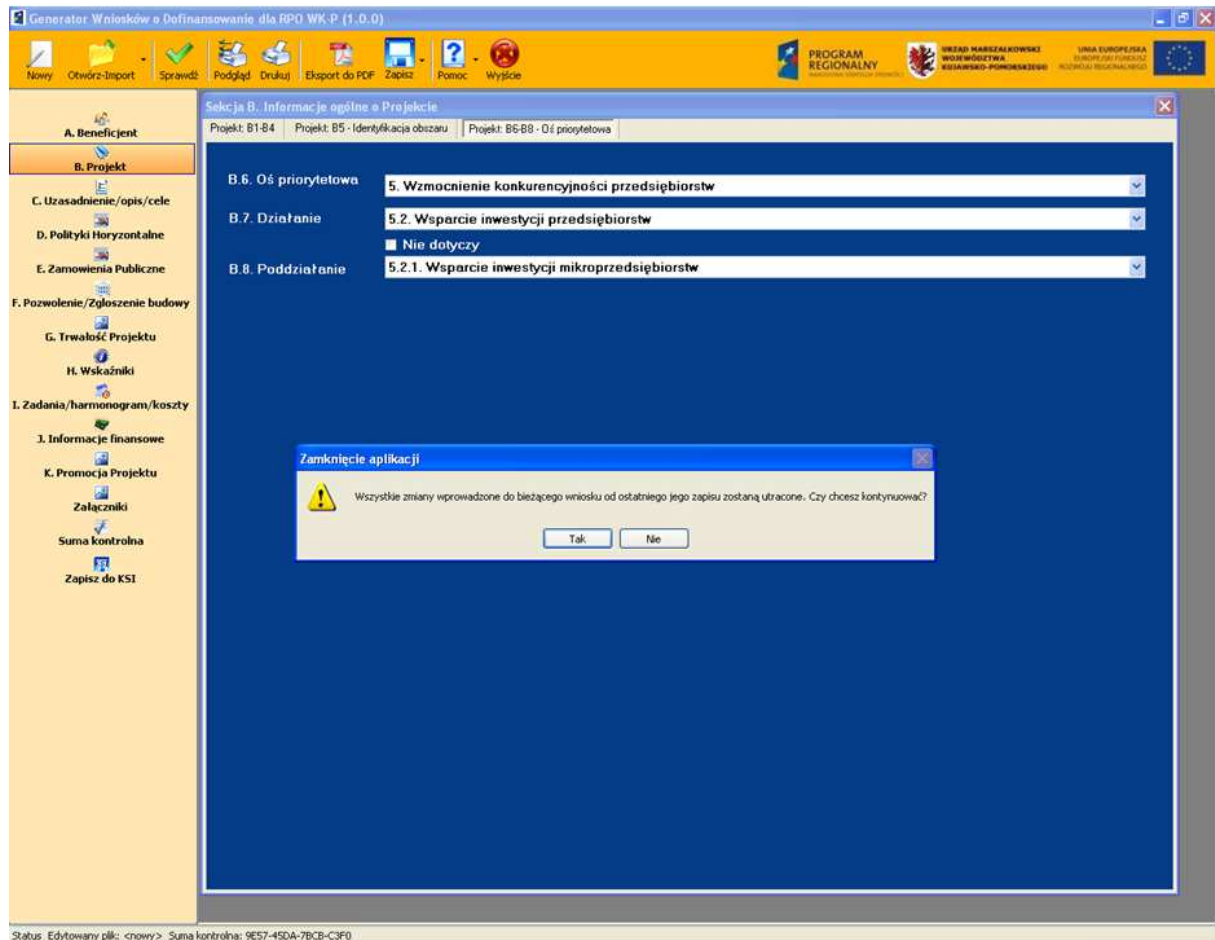 Generator Wniosków o Dofinansowanie dla RPO WK-P (1.0.0)
Nowy Otwórz-Import Sprawdź Podgląd Drukuj Eksport do PDF Zapisz Pomoc Wyjście
PROGRAM
REGIONALNY
URZĄD MARSZAŁKOWSKI
WOJEWÓDZTWA
KUJAWSKO-POMORSKIEGO
UNIA EUROPEJSKA
EUROPEJSKI FUNDUSZ
ROZWOJU REGIONALNEGO
A. Beneficjent
B. Projekt
C. Uzasadnienie/opis/cele
D. Polityki Horyzontalne
E. Zamowienia Publiczne
F. Pozwolenie/Zgłoszenie budowy
G. Trwałość Projektu
H. Wskaźniki
I. Zadania/harmonogram/koszty
J. Informacje finansowe
K. Promocja Projektu
Załączniki
Suma kontrolna
Zapisz do KSI
Sekcja B. Informacje ogólne o Projekcie
Projekt: B1-B4 Projekt: B5 - Identyfikacja obszaru Projekt: B6-B8 - Oś priorytetowa
B.6. Oś priorytetowa 5. Wzmocnienie konkurencyjności przedsiębiorstw
B.7. Działanie 5.2. Wsparcie inwestycji przedsiębiorstw
Nie dotyczy
B.8. Poddziałanie 5.2.1. Wsparcie inwestycji mikroprzedsiębiorstw
Zamknięcie aplikacji
Wszystkie zmiany wprowadzone do bieżącego wniosku od ostatniego jego zapisu zostaną utracone. Czy chcesz kontynuować?
Tak Nie
Status Edytowany plik: <nowy> Suma kontrolna: 9E57-45DA-7BCB-C3F0